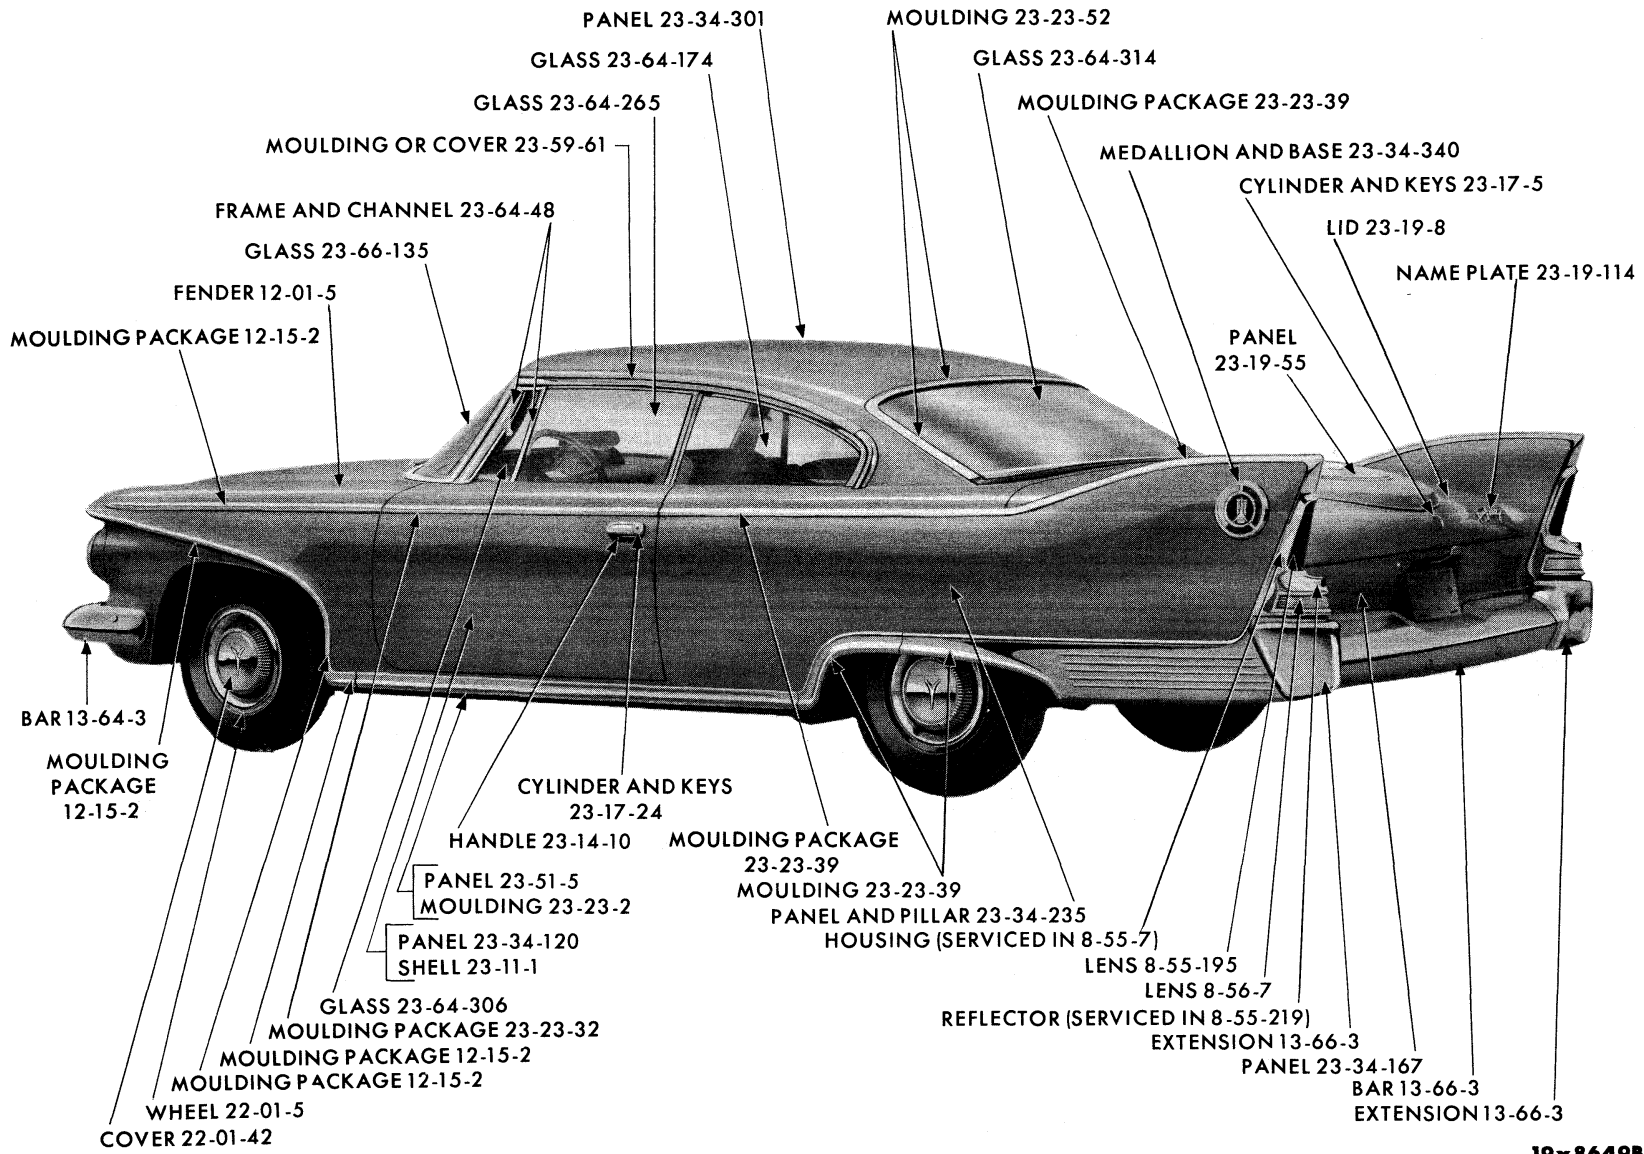 PANEL 23-34-301
MOULDING 23-23-52
GLASS 23-64-174
GLASS 23-64-314
GLASS 23-64-265
MOULDING PACKAGE 23-23-39
MOULDING OR COVER 23-59-61
MEDALLION AND BASE 23-34-340
CYLINDER AND KEYS 23-17-5
FRAME AND CHANNEL 23-64-48
LID 23-19-8
GLASS 23-66-135
NAME PLATE 23-19-114
FENDER 12-01-5
MOULDING PACKAGE 12-15-2
PANEL
23-19-55
BAR 13-64-3
MOULDING
PACKAGE
12-15-2
CYLINDER AND KEYS
23-17-24
HANDLE 23-14-10
MOULDING PACKAGE
23-23-39
PANEL 23-51-5
MOULDING 23-23-2
MOULDING 23-23-39
PANEL AND PILLAR 23-34-235
HOUSING (SERVICED IN 8-55-7)
PANEL 23-34-120
SHELL 23-11-1
LENS 8-55-195
LENS 8-56-7
GLASS 23-64-306
REFLECTOR (SERVICED IN 8-55-219)
MOULDING PACKAGE 23-23-32
EXTENSION 13-66-3
MOULDING PACKAGE 12-15-2
PANEL 23-34-167
MOULDING PACKAGE 12-15-2
BAR 13-66-3
WHEEL 22-01-5
EXTENSION 13-66-3
COVER 22-01-42